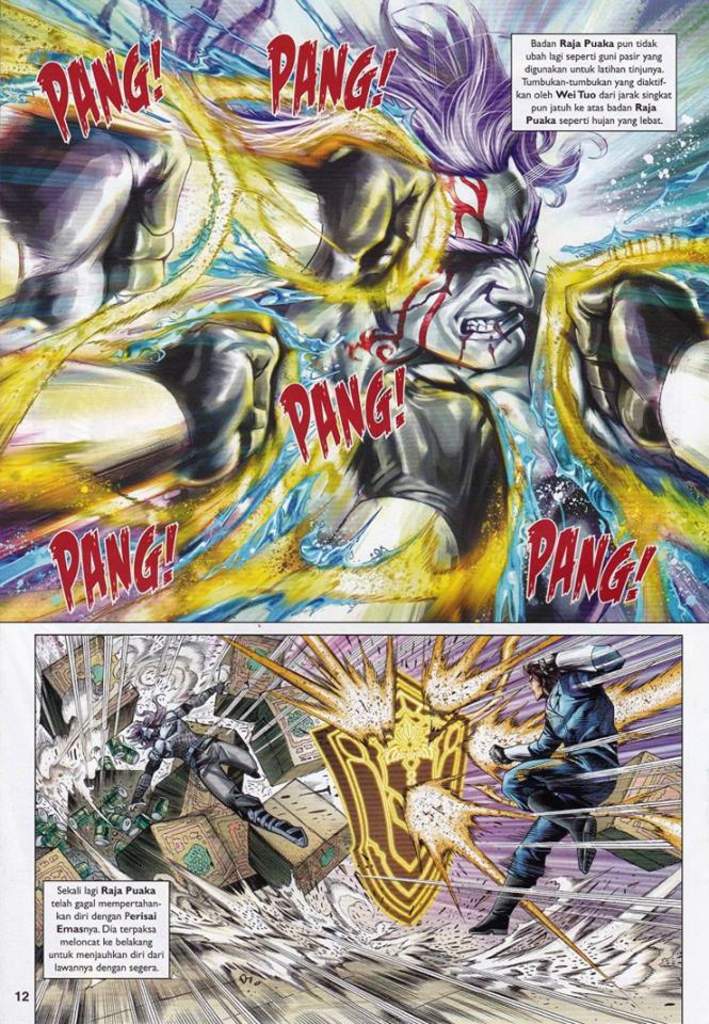 PANG!
PANG!
Badan Raja Puaka pun tidak
ubah lagi seperti guni pasir yang
digunakan untuk latihan tinjunya.
Tumbukan-tumbukan yang diaktif-
kan oleh Wei Tuo dari jarak singkat
pun jatuh ke atas badan Raja
Puaka seperti hujan yang lebat.
PANG!
PANG!
PANG!
Sekali lagi Raja Puaka
telah gagal mempertahan-
kan diri dengan Perisai
Emasnya. Dia terpaksa
meloncat ke belakang
untuk menjauhkan diri dari
lawannya dengan segera.
12